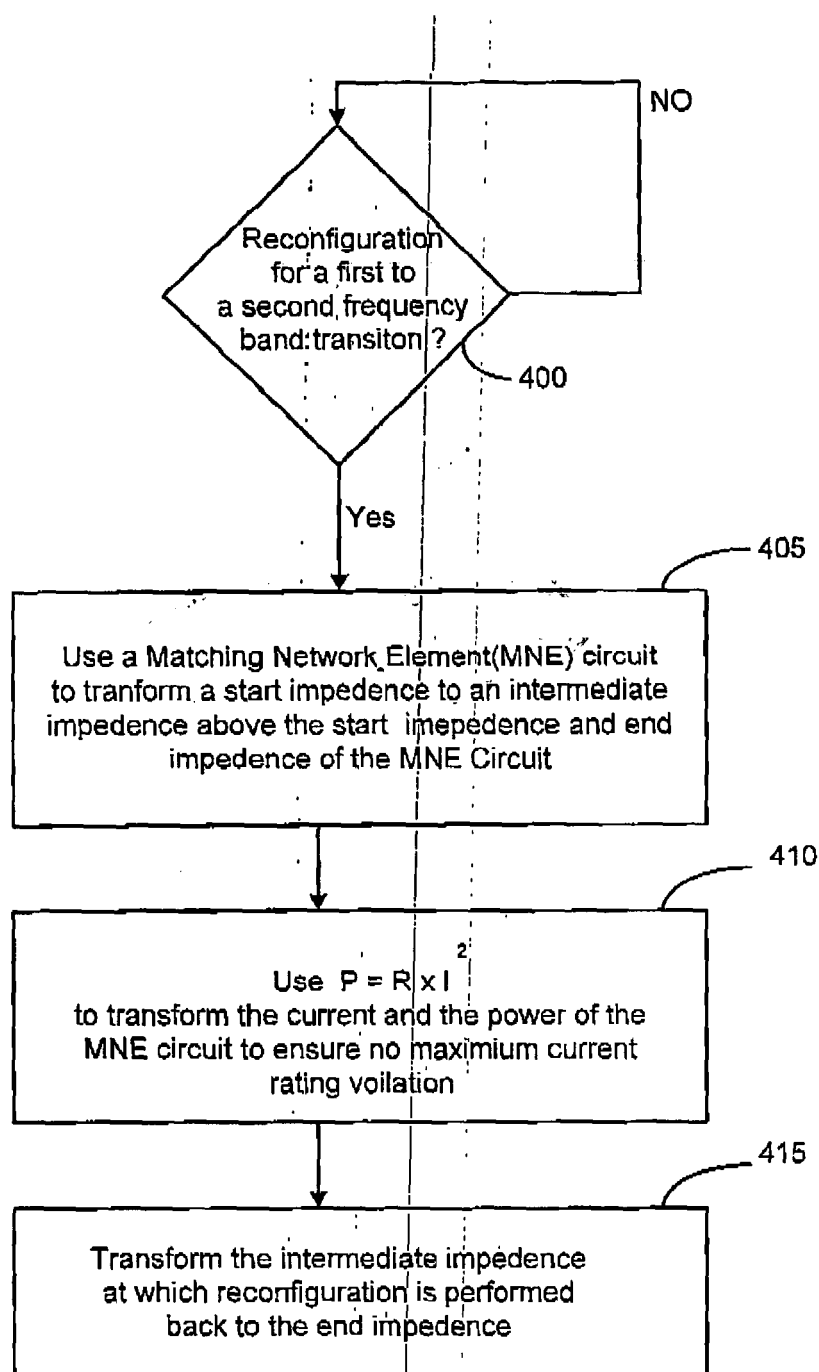 NO
Reconfiguration
for a first to
a second frequency
band transiton ?
400
Yes
405
Use a Matching Network Element(MNE) circuit
to tranform a start impedence to an intermediate
impedence above the start imepedence and end
impedence of the MNE Circuit
410
Use P = R x I 2
to transform the current and the power of the
MNE circuit to ensure no maximium current
rating voilation
415
Transform the intermediate impedence
at which reconfiguration is performed
back to the end impedence